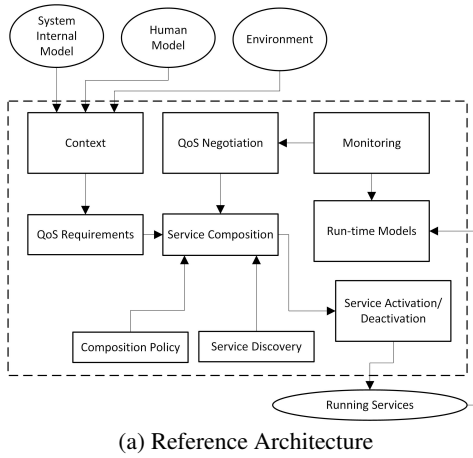 System
Internal
Model
Human
Model
Environment
Context
QoS Negotiation
Monitoring
QoS Requirements
Service Composition
Run-time Models
Service Activation/
Deactivation
Composition Policy
Service Discovery
Running Services
(a) Reference Architecture